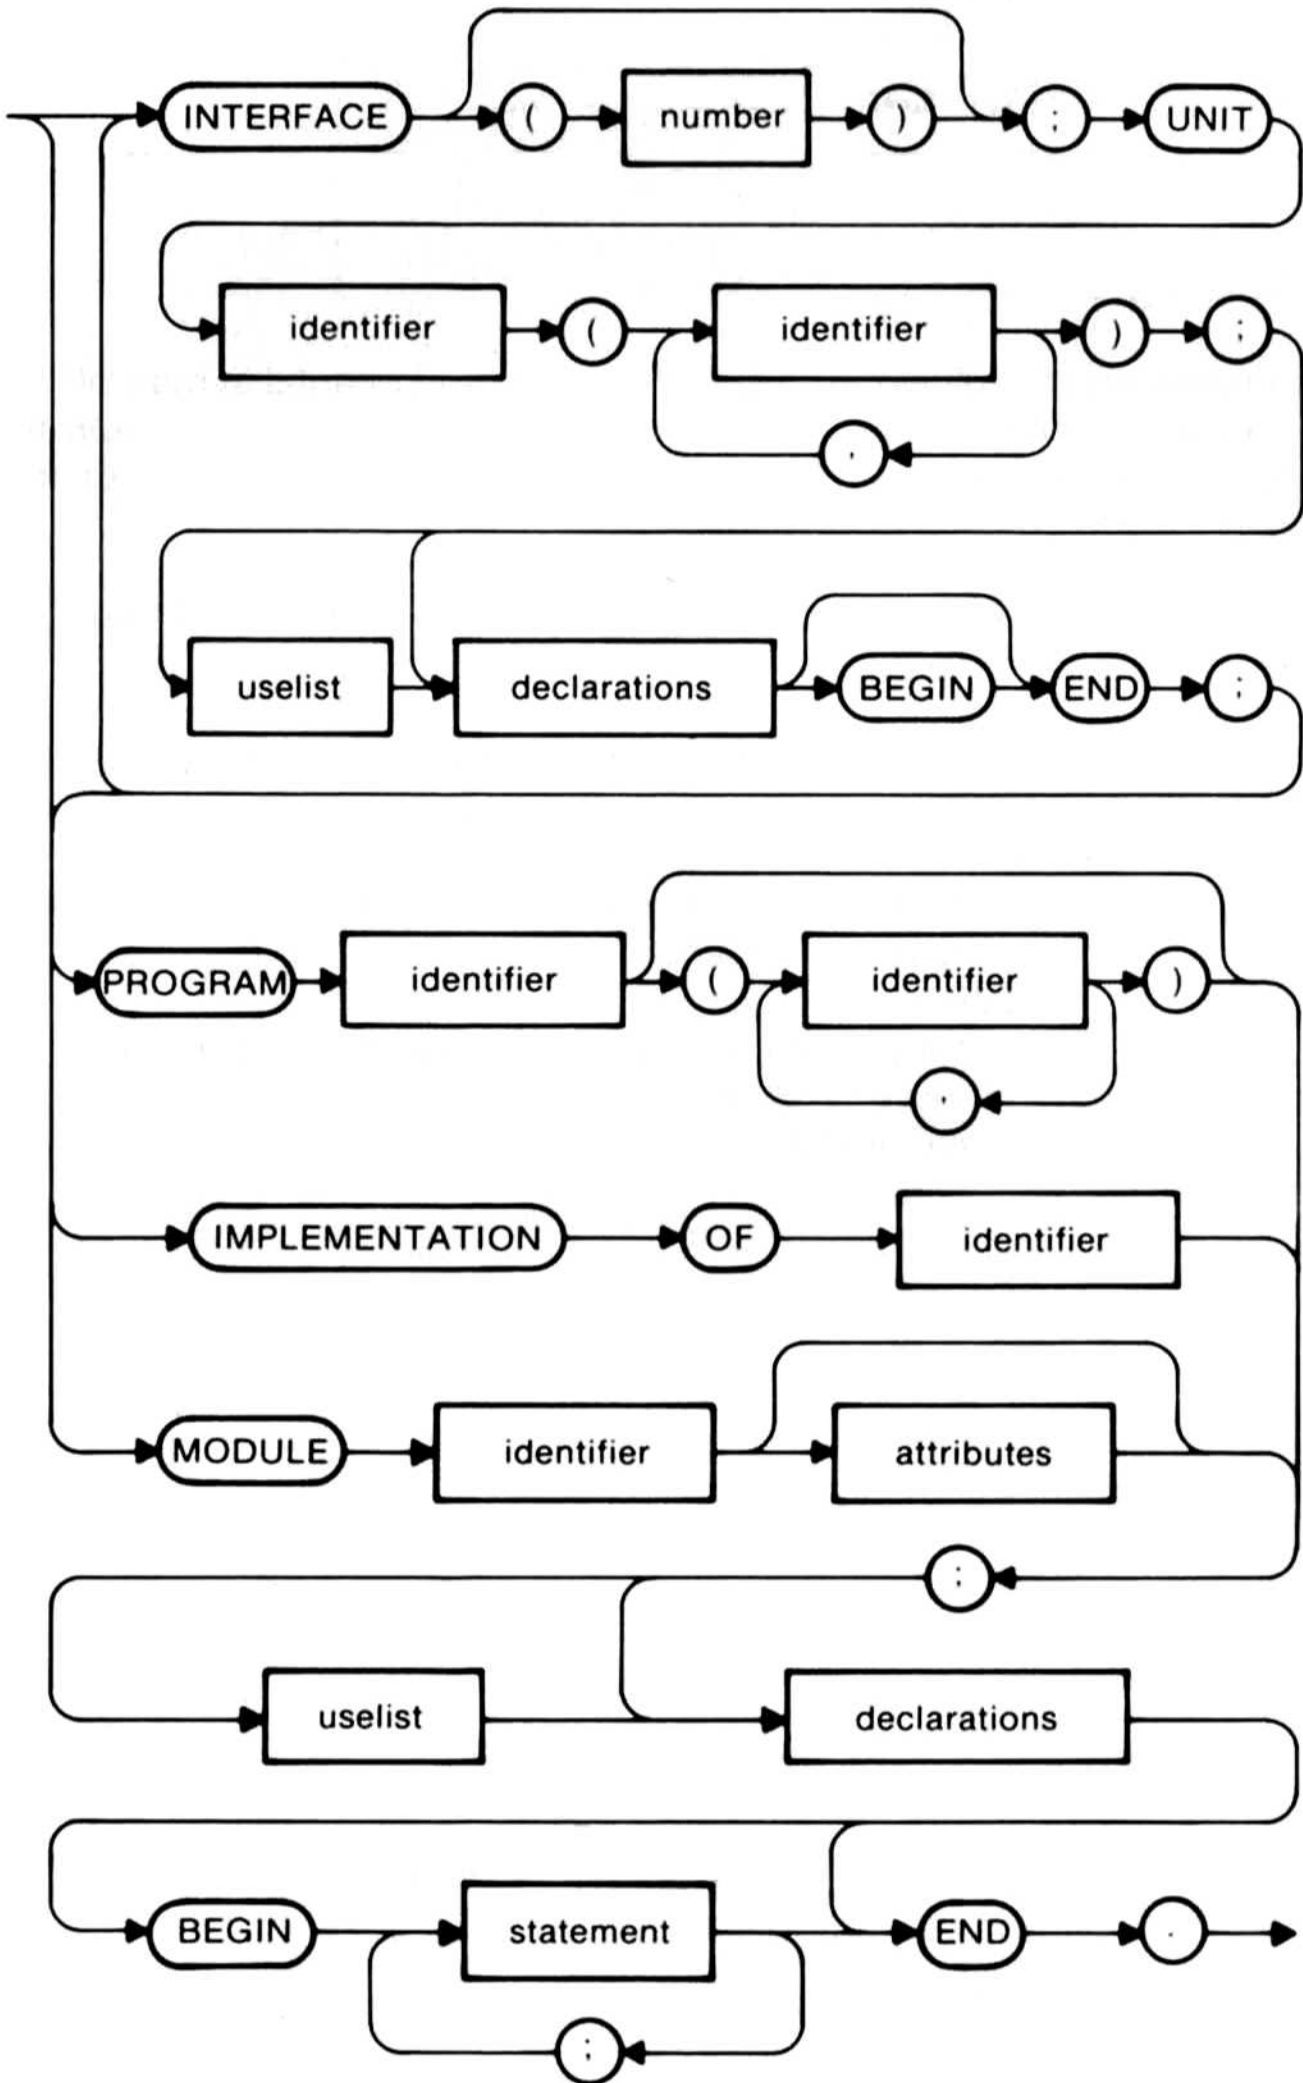 INTERFACE ( number ) ; UNIT
identifier ( identifier ) ;
,
uselist declarations BEGIN END ;
PROGRAM identifier ( identifier )
,
IMPLEMENTATION OF identifier
MODULE identifier attributes
;
uselist declarations
BEGIN statement END .
;